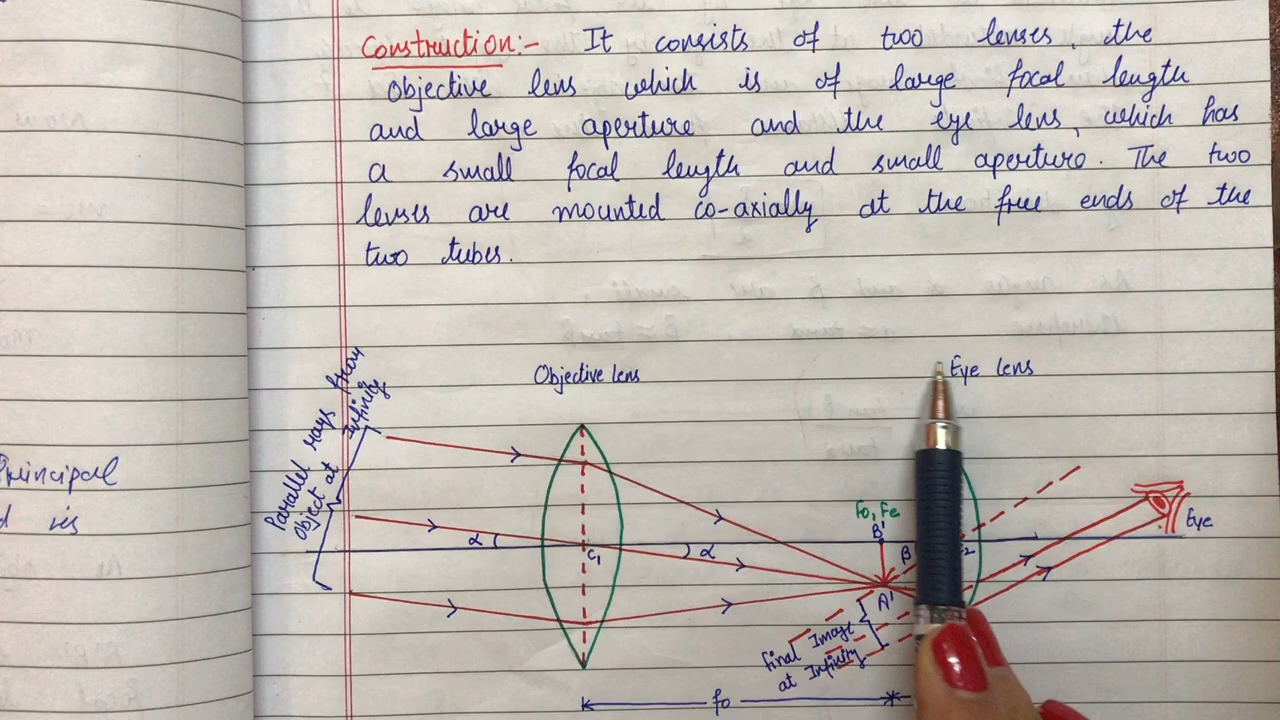 Construction:- It consists of two lenses, the
objective lens which is of large focal length
and large aperture and the eye lens, which has
a small focal length and small aperture. The two
lenses are mounted co-axially at the free ends of the
two tubes.
Objective lens
Eye lens
Parallel rays from
object at infinity
Principal
Fo, Fe
B'
Eye
α
C1
α
β
2
A'
Final Image
at Infinity
fo